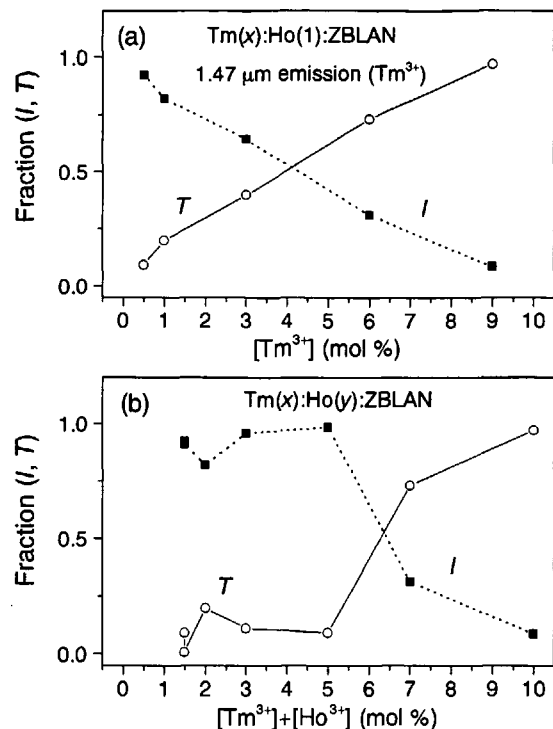 (a) Tm(x):Ho(1):ZBLAN
1.47 μm emission (Tm³⁺)
Fraction (I, T)
1.0
0.5
0.0
T
I
0 1 2 3 4 5 6 7 8 9 10
[Tm³⁺] (mol %)
(b) Tm(x):Ho(y):ZBLAN
Fraction (I, T)
1.0
0.5
0.0
T
I
0 1 2 3 4 5 6 7 8 9 10
[Tm³⁺]+[Ho³⁺] (mol %)